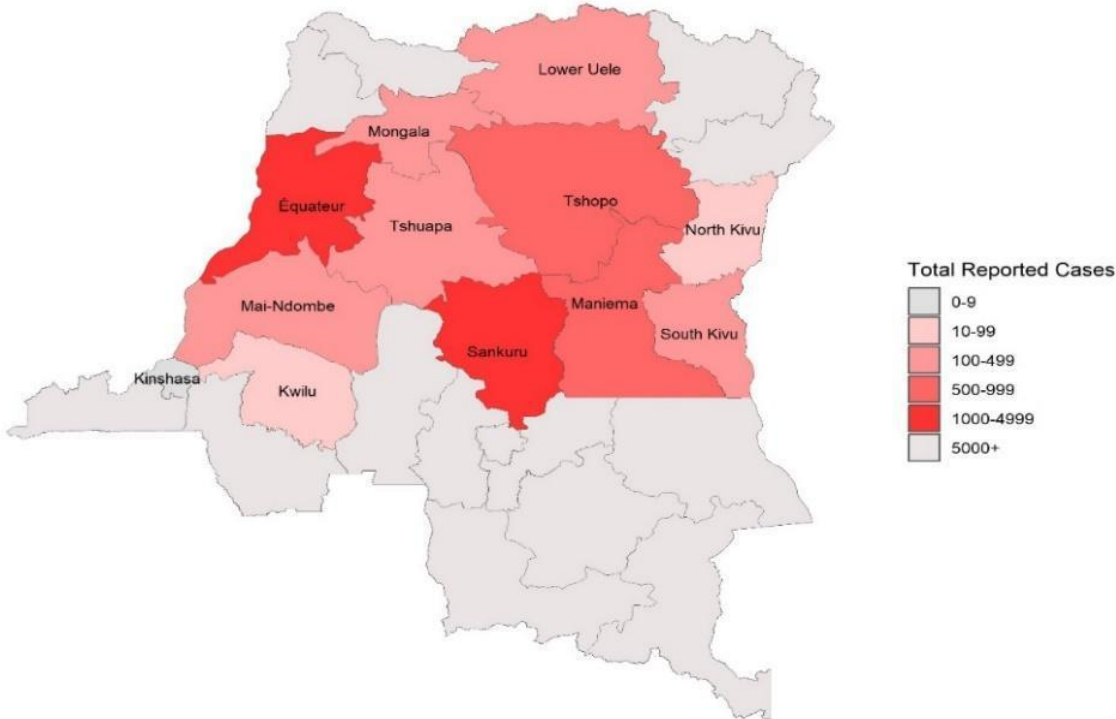 Lower Uele
Mongala
Équateur
Tshopo
Tshuapa
North Kivu
Mai-Ndombe
Maniema
South Kivu
Sankuru
Kinshasa
Kwilu
Total Reported Cases
0-9
10-99
100-499
500-999
1000-4999
5000+